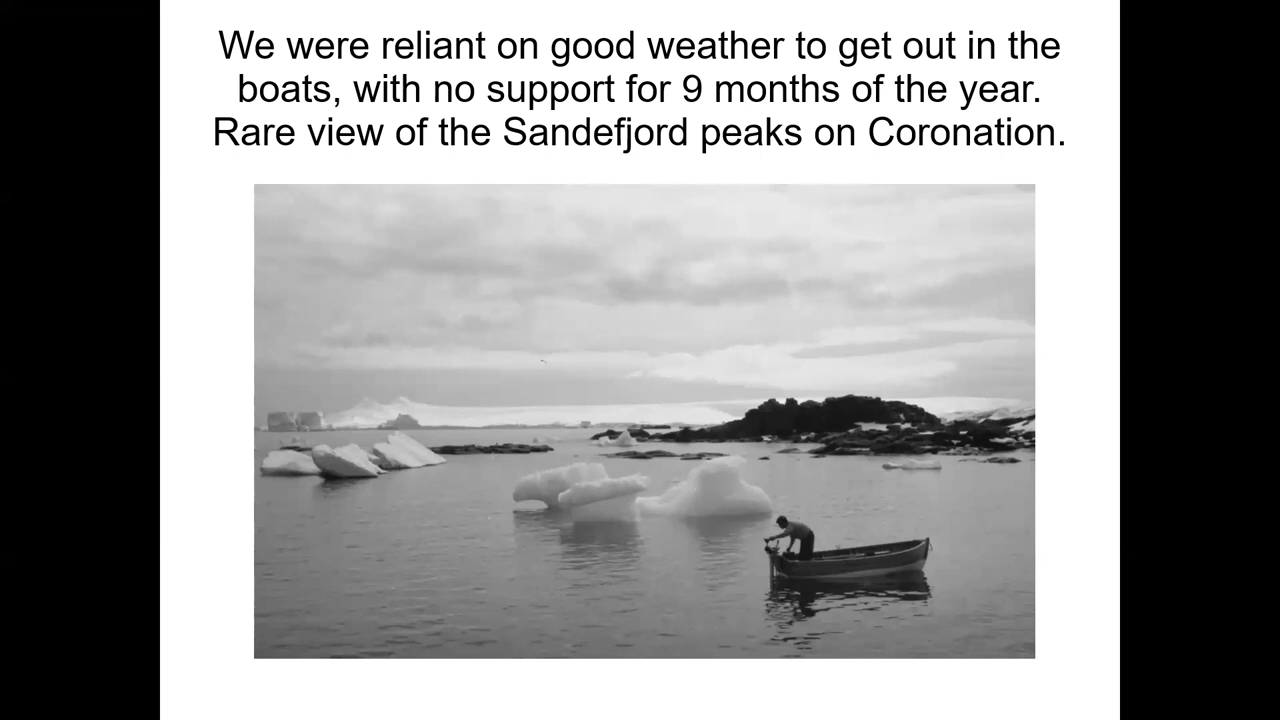 We were reliant on good weather to get out in the
boats, with no support for 9 months of the year.
Rare view of the Sandefjord peaks on Coronation.